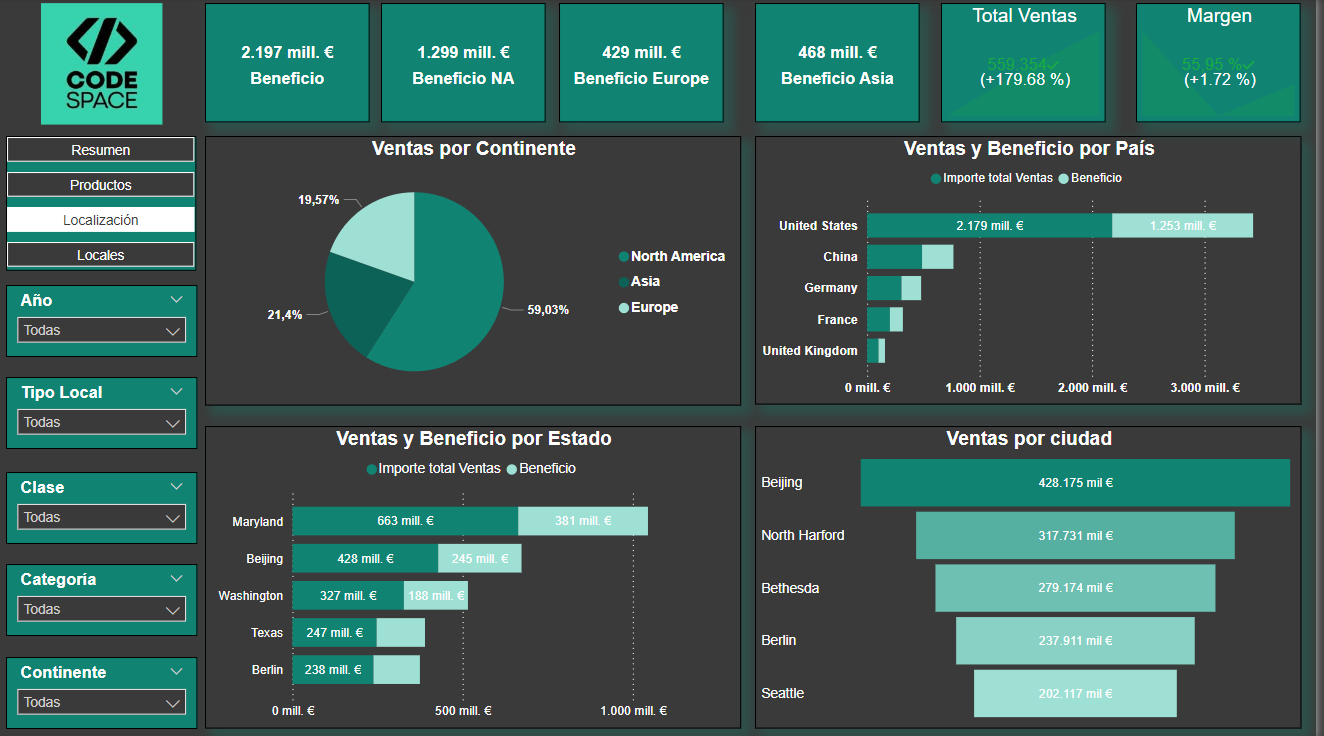 CODE
SPACE
2.197 mill. €
Beneficio
1.299 mill. €
Beneficio NA
429 mill. €
Beneficio Europe
468 mill. €
Beneficio Asia
Total Ventas
559.354✓
(+179.68 %)
Margen
55,95 %✓
(+1.72 %)
Resumen
Productos
Localización
Locales
Año
Todas
Tipo Local
Todas
Clase
Todas
Categoría
Todas
Continente
Todas
Ventas por Continente
19,57%
21,4%
59,03%
North America
Asia
Europe
Ventas y Beneficio por País
Importe total Ventas Beneficio
United States 2.179 mill. € 1.253 mill. €
China
Germany
France
United Kingdom
0 mill. € 1.000 mill. € 2.000 mill. € 3.000 mill. €
Ventas y Beneficio por Estado
Importe total Ventas Beneficio
Maryland 663 mill. € 381 mill. €
Beijing 428 mill. € 245 mill. €
Washington 327 mill. € 188 mill. €
Texas 247 mill. €
Berlin 238 mill. €
0 mill. € 500 mill. € 1.000 mill. €
Ventas por ciudad
Beijing 428.175 mil €
North Harford 317.731 mil €
Bethesda 279.174 mil €
Berlin 237.911 mil €
Seattle 202.117 mil €